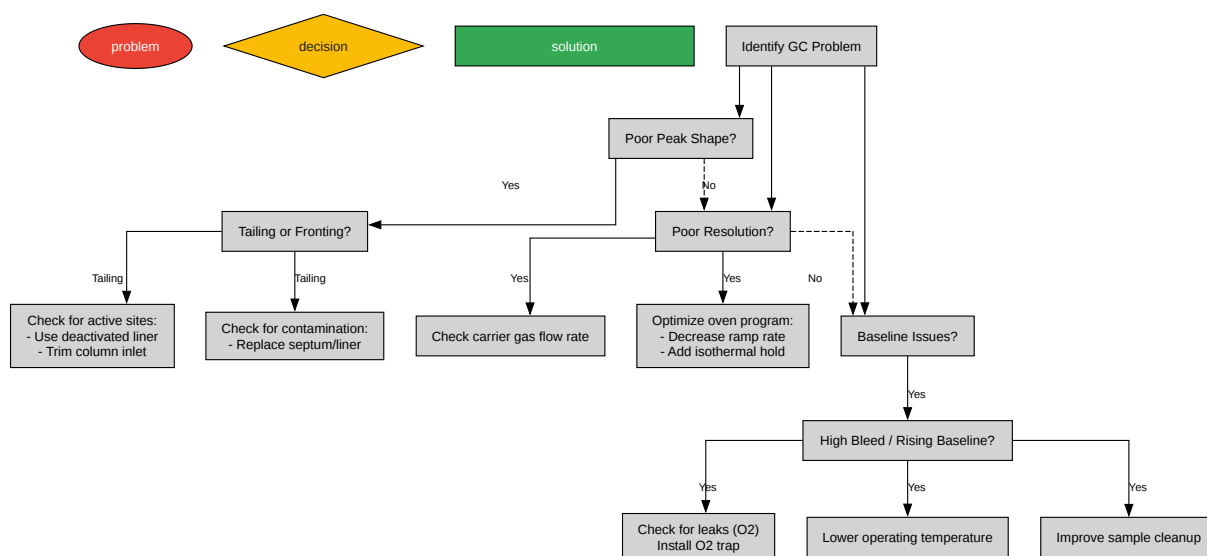 problem
decision
solution
Identify GC Problem
Poor Peak Shape?
Yes
No
Tailing or Fronting?
Poor Resolution?
Tailing
Tailing
Yes
Yes
No
Check for active sites:
- Use deactivated liner
- Trim column inlet
Check for contamination:
- Replace septum/liner
Check carrier gas flow rate
Optimize oven program:
- Decrease ramp rate
- Add isothermal hold
Baseline Issues?
Yes
High Bleed / Rising Baseline?
Yes
Yes
Yes
Check for leaks (O2)
Install O2 trap
Lower operating temperature
Improve sample cleanup